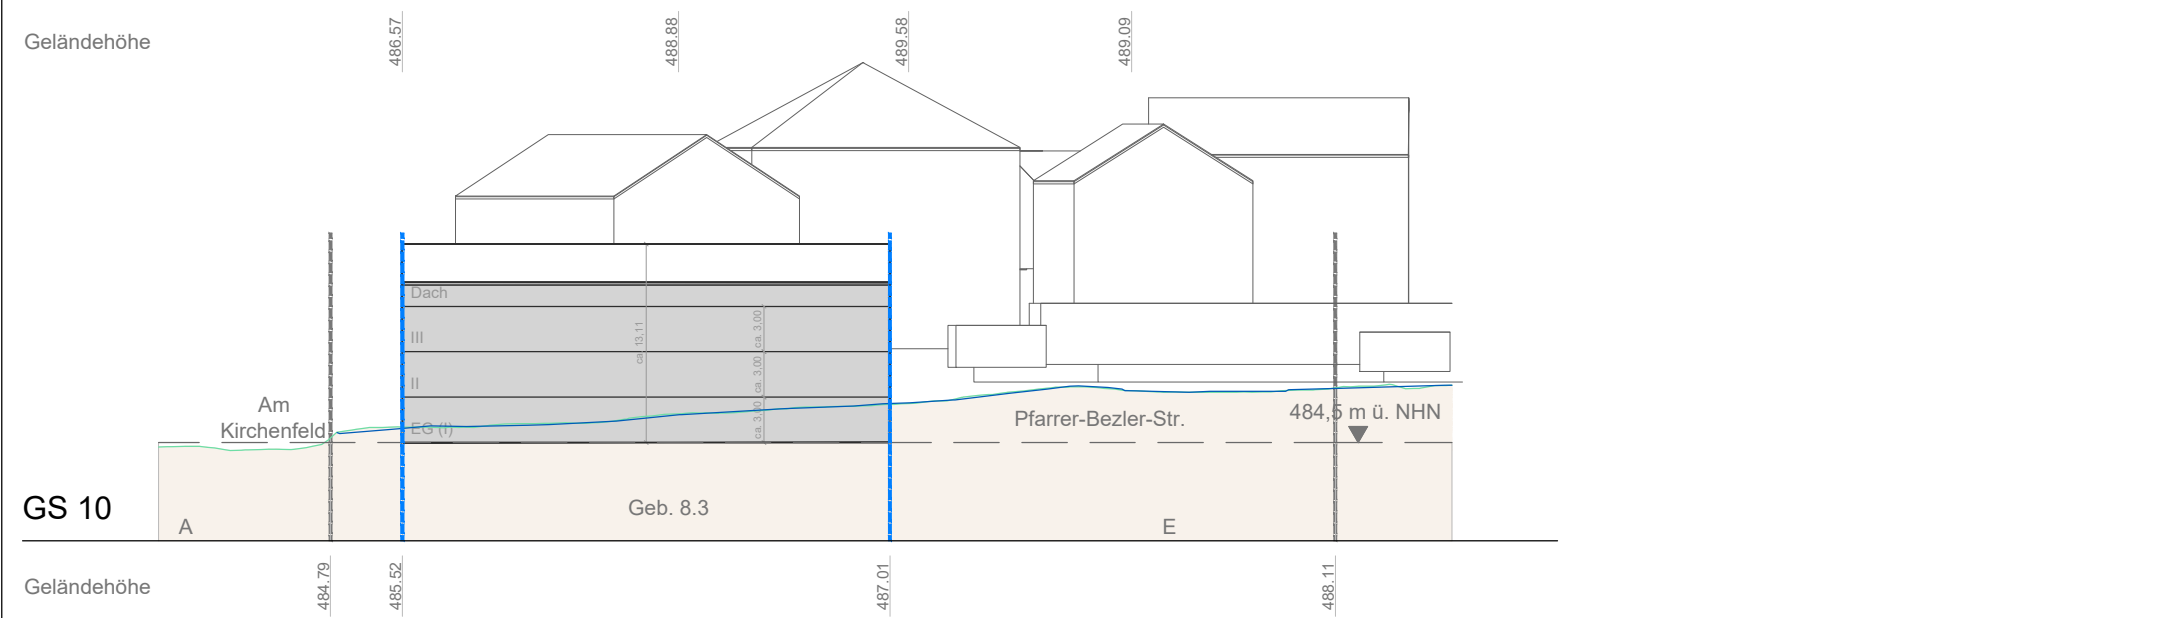 Geländehöhe
486.57
488.88
489.58
489.09
Dach
III
II
EG (I)
ca. 13,11
ca. 3,00
ca. 3,00
ca. 3,00
Am
Kirchenfeld
Pfarrer-Bezler-Str.
484,5 m ü. NHN
GS 10
A
Geb. 8.3
E
Geländehöhe
484.79
485.52
487.01
488.11